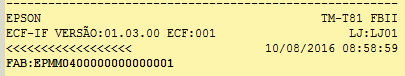 EPSON TM-T81 FBII
ECF-IF VERSÃO:01.03.00 ECF:001 LJ:LJ01
<<<<<<<<<<<<<<<<<< 10/08/2016 08:58:59
FAB:EPMM0400000000000001